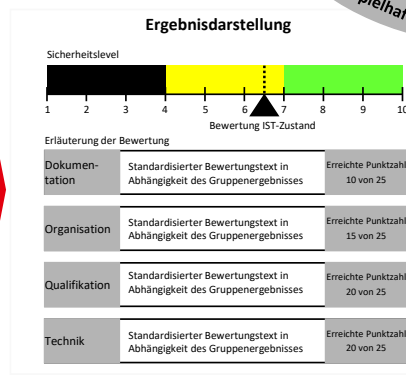 Ergebnisdarstellung
Sicherheitslevel
1 2 3 4 5 6 7 8 9 10
Bewertung IST-Zustand
Erläuterung der Bewertung
Dokumen-
tation
Standardisierter Bewertungstext in
Abhängigkeit des Gruppenergebnisses
Erreichte Punktzahl
10 von 25
Organisation
Standardisierter Bewertungstext in
Abhängigkeit des Gruppenergebnisses
Erreichte Punktzahl
15 von 25
Qualifikation
Standardisierter Bewertungstext in
Abhängigkeit des Gruppenergebnisses
Erreichte Punktzahl
20 von 25
Technik
Standardisierter Bewertungstext in
Abhängigkeit des Gruppenergebnisses
Erreichte Punktzahl
20 von 25